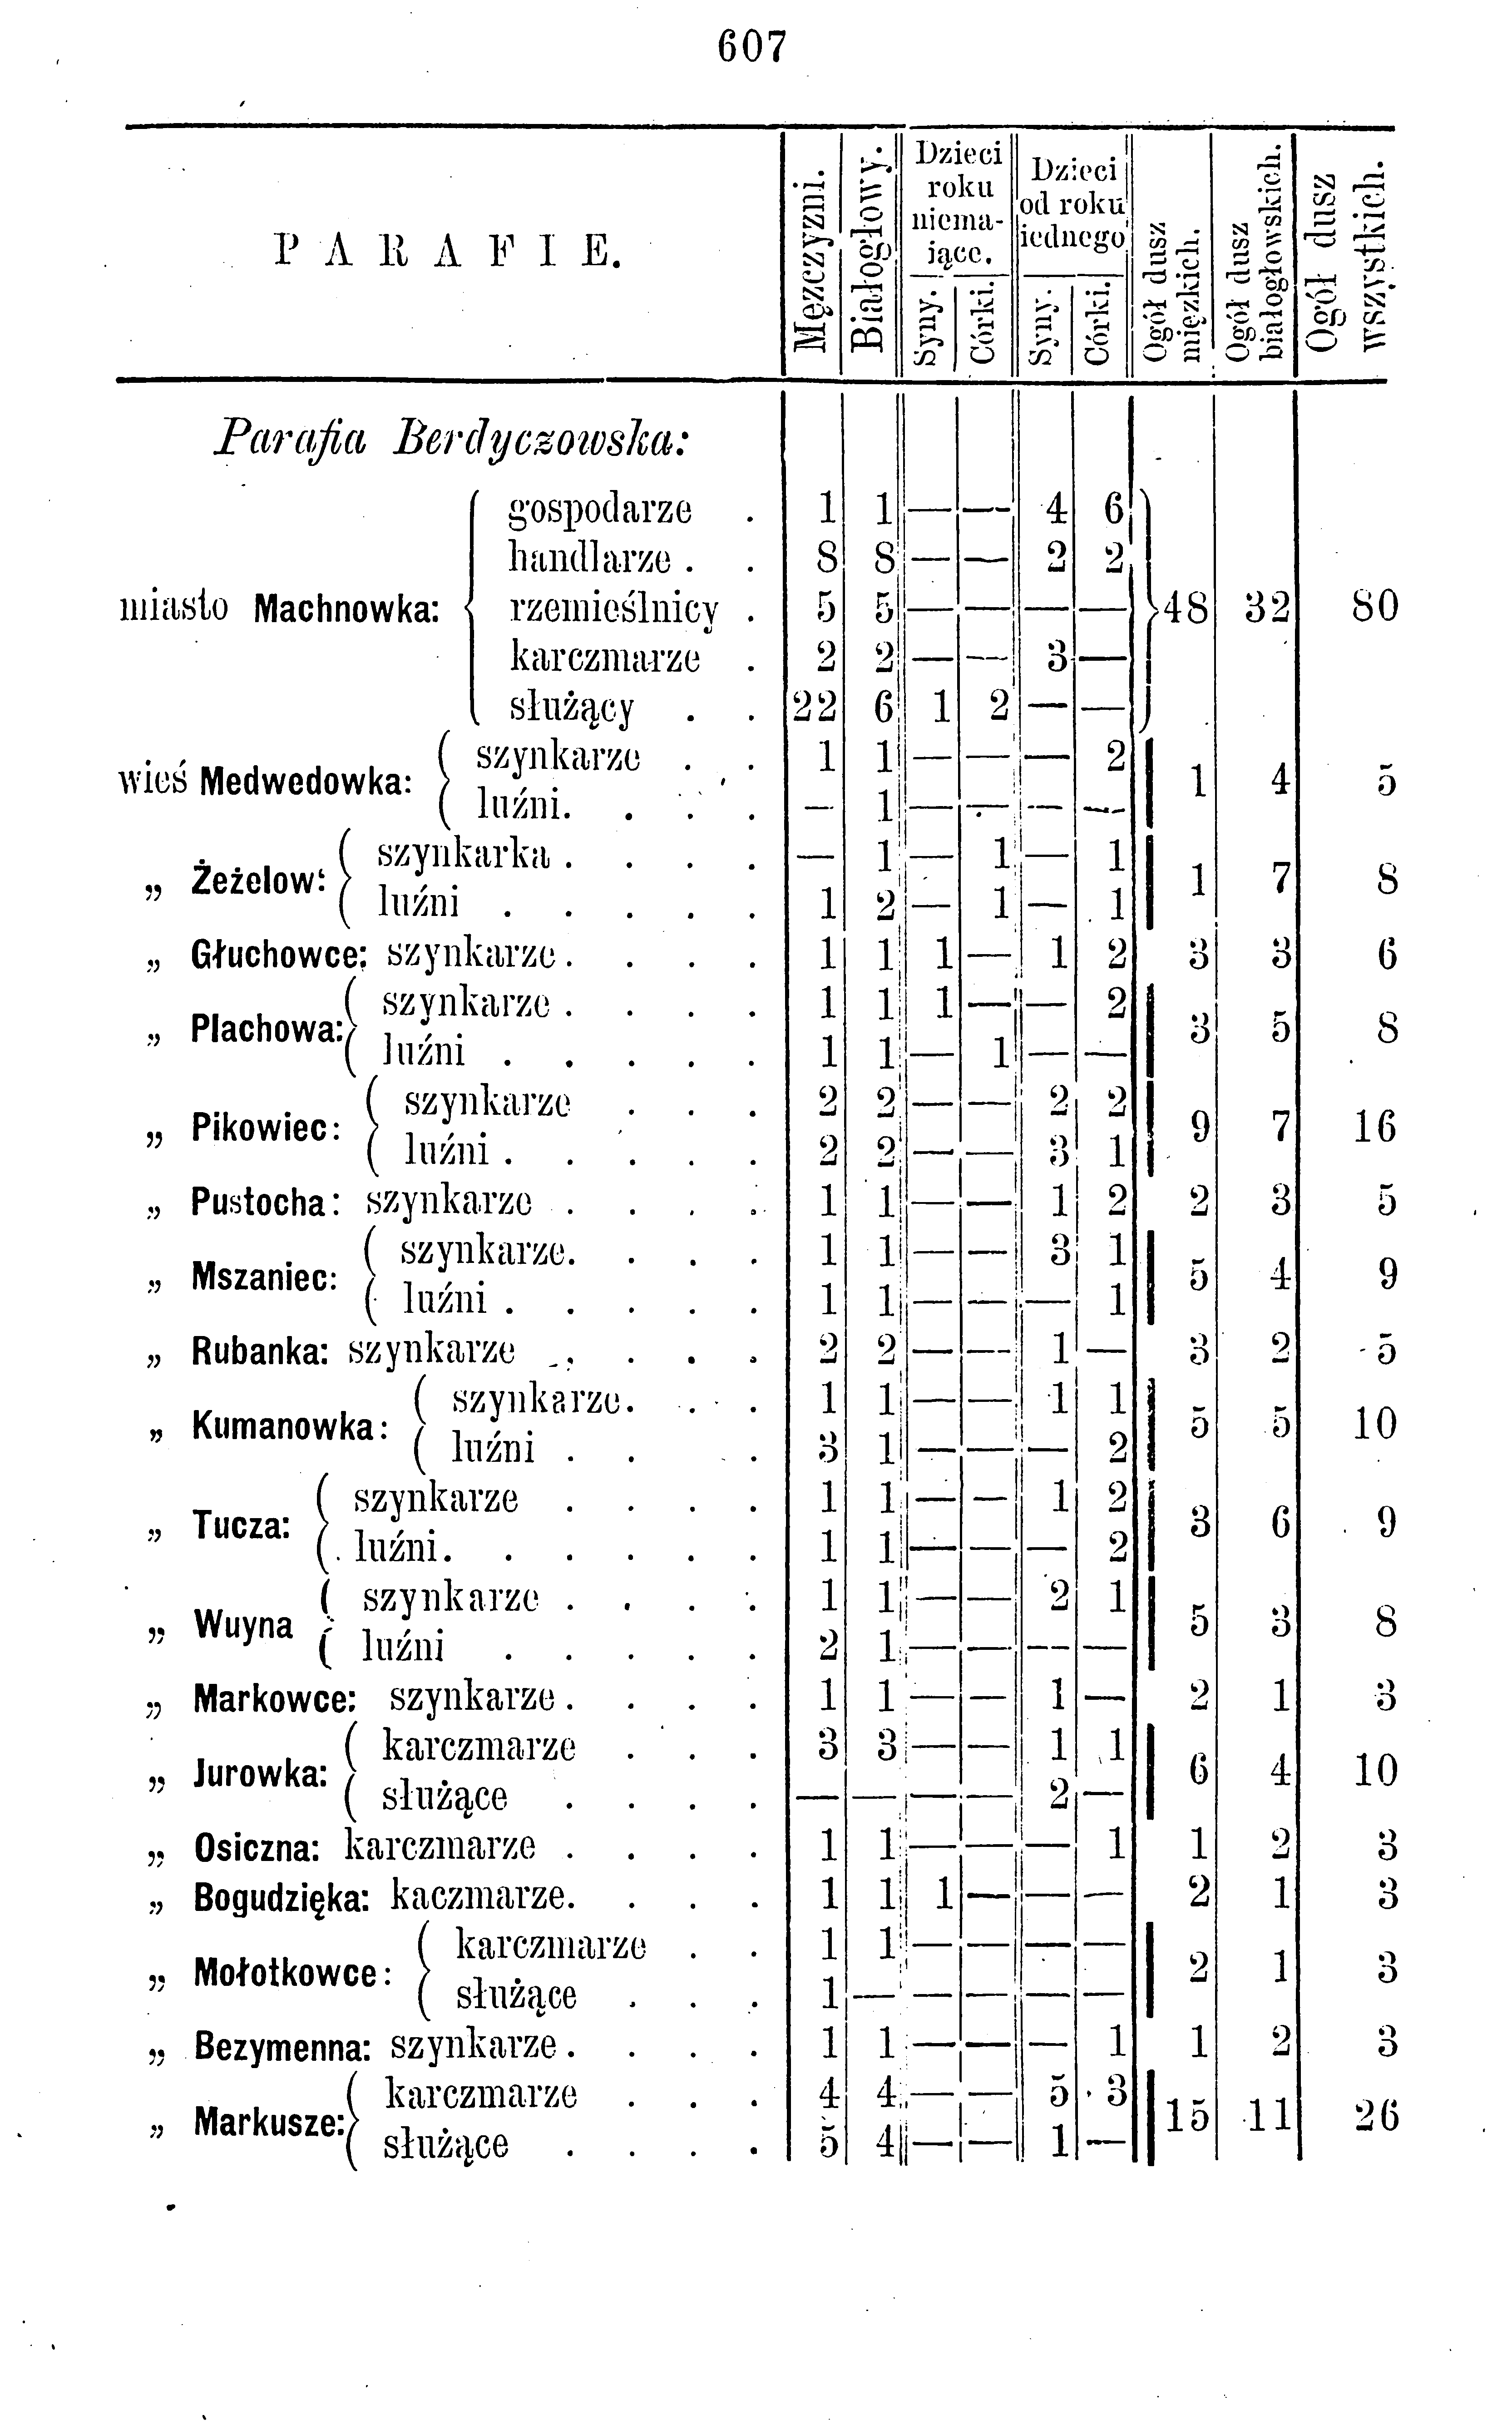 607
PARAFIE.
Męzczyzni.
Białogłowy.
Dzieci
roku
niema-
iące.
Syny.
Córki.
Dzieci
od roku
iednego
Syny.
Córki.
Ogół dusz
mięzkich.
Ogół dusz
białogłowskich.
Ogół dusz
wszystkich.
Parafia Berdyczowska:
gospodarze . 1 1 — — 4 6
handlarze . . 8 8 — — 2 2
miasto Machnowka: rzemieślnicy . 5 5 — — — — 48 32 80
karczmarze . 2 2 — — 3 —
służący . . 22 6 1 2 — —
szynkarze . . 1 1 — — — 2
wieś Medwedowka: 1 4 5
luźni. . . . — 1 — — — —
szynkarka . . . . — 1 — 1 — 1
„ Żeżelow: 1 7 8
luźni . . . . . 1 2 — 1 — 1
„ Głuchowce: szynkarze . . . . 1 1 1 — 1 2 3 3 6
szynkarze . . . . 1 1 1 — — 2
„ Plachowa: 3 5 8
luźni . . . . . 1 1 — 1 — —
szynkarze . . . 2 2 — — 2 2
„ Pikowiec: 9 7 16
luźni . . . . . 2 2 — — 3 1
„ Pustocha: szynkarze . . . . 1 1 — — 1 2 2 3 5
szynkarze. . . . 1 1 — — 3 1
„ Mszaniec: 5 4 9
luźni . . . . . 1 1 — — — 1
„ Rubanka: szynkarze . . . . 2 2 — — 1 — 3 2 5
szynkarze. . . 1 1 — — 1 1
„ Kumanowka: 5 5 10
luźni . . . . 3 1 — — — 2
szynkarze . . . . 1 1 — — 1 2
„ Tucza: 3 6 9
luźni. . . . . . 1 1 — — — 2
szynkarze . . . . 1 1 — — 2 1
„ Wuyna 5 3 8
luźni . . . . . 2 1 — — — —
„ Markowce: szynkarze . . . . 1 1 — — 1 — 2 1 3
karczmarze . . . 3 3 — — 1 1
„ Jurowka: 6 4 10
służące . . . . — — — — 2 —
„ Osiczna: karczmarze . . . . 1 1 — — — 1 1 2 3
„ Bogudzięka: kaczmarze. . . . 1 1 1 — — — 2 1 3
karczmarze . . 1 1 — — — —
„ Mołotkowce: 2 1 3
służące . . . 1 — — — — —
„ Bezymenna: szynkarze . . . . 1 1 — — — 1 1 2 3
karczmarze . . . 4 4 — — 5 3
„ Markusze: 15 11 26
służące . . . . 5 4 — — 1 —